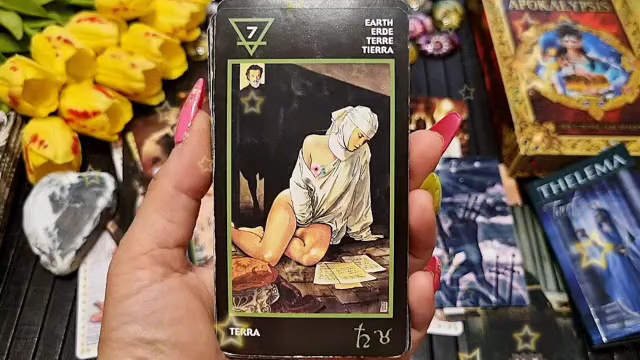 7
EARTH
ERDE
TERRE
TIERRA
TERRA
♄ ♉
APOKALYPSIS
THELEMA